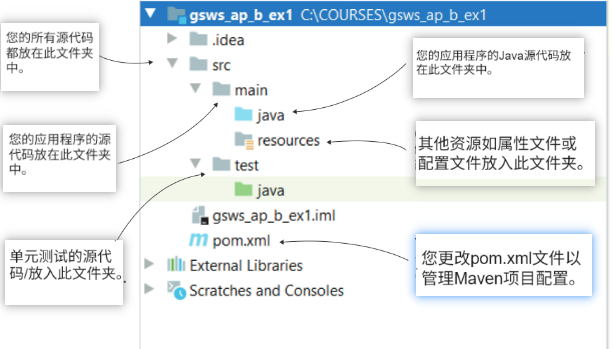 gsws_ap_b_ex1 C:\COURSES\gsws_ap_b_ex1
您的所有源代码
都放在此文件夹
中。
.idea
src
您的应用程序的Java源代码放
在此文件夹中。
main
java
resources
您的应用程序的源
代码放在此文件夹
中。
其他资源如属性文件或
配置文件放入此文件夹。
test
java
gsws_ap_b_ex1.iml
pom.xml
单元测试的源代
码/放入此文件夹。
您更改pom.xml文件以
管理Maven项目配置。
External Libraries
Scratches and Consoles